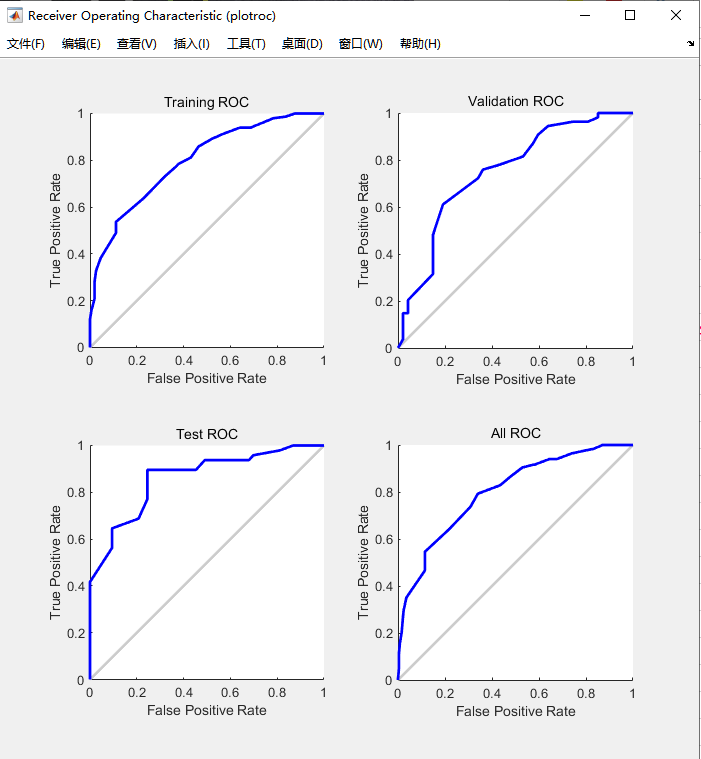 Receiver Operating Characteristic (plotroc)
文件(F) 编辑(E) 查看(V) 插入(I) 工具(T) 桌面(D) 窗口(W) 帮助(H)
Training ROC
1
0.8
0.6
0.4
0.2
0
True Positive Rate
0 0.2 0.4 0.6 0.8 1
False Positive Rate
Validation ROC
1
0.8
0.6
0.4
0.2
0
True Positive Rate
0 0.2 0.4 0.6 0.8 1
False Positive Rate
Test ROC
1
0.8
0.6
0.4
0.2
0
True Positive Rate
0 0.2 0.4 0.6 0.8 1
False Positive Rate
All ROC
1
0.8
0.6
0.4
0.2
0
True Positive Rate
0 0.2 0.4 0.6 0.8 1
False Positive Rate